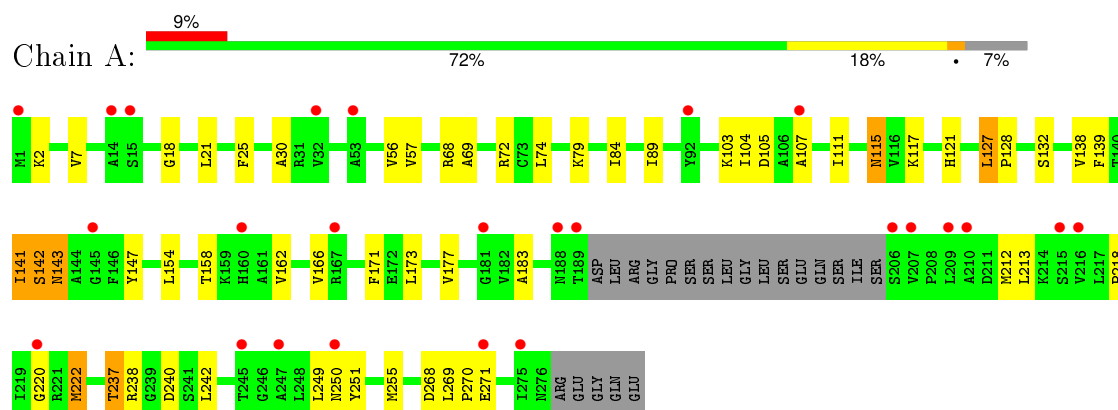 9%
Chain A:
72% 18% • 7%
M1 K2 V7 A14 S15 G18 L21 F25 A30 R31 V32 A53 V56 V57 R68 A69 R72 C73 L74 K79 I84 I89 Y92 K103 I104 D105 A106 A107 I111 N115 V116 K117 H121 L127 P128 S132 V138 F139 T140
I141 S142 N143 A144 G145 F146 Y147 L154 T158 K159 H160 A161 V162 V166 R167 F171 E172 L173 V177 G181 V182 A183 N188 T189 ASP LEU ARG GLY PRO SER SER LEU GLY LEU SER GLU GLN SER ILE SER S206 V207 P208 L209 A210 D211 M212 L213 K214 S215 V216 L217 P218
I219 G220 R221 M222 T237 R238 G239 D240 S241 L242 T245 G246 A247 L248 L249 N250 Y251 M255 D268 L269 P270 E271 I275 N276 ARG GLU GLY GLN GLU